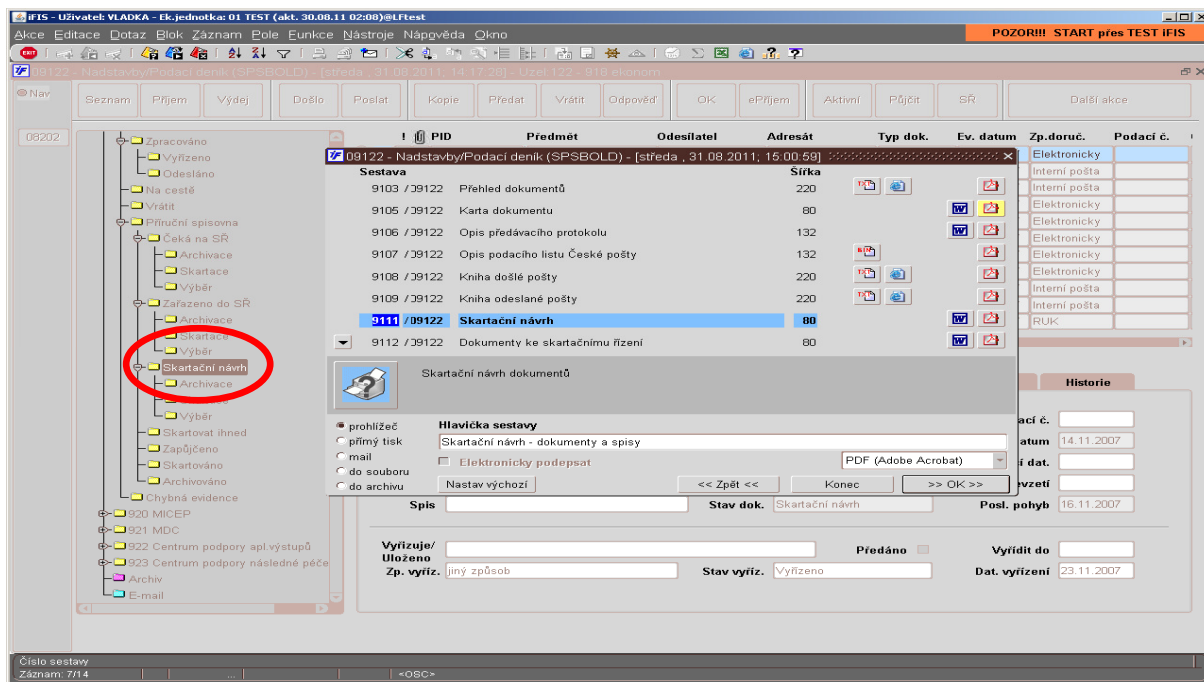 iFIS - Uživatel: VLADKA - Ek.jednotka: 01 TEST (akt. 30.08.11 02:08)@LFtest
Akce Editace Dotaz Blok Záznam Pole Funkce Nástroje Nápověda Okno
POZOR!!! START přes TEST iFIS
EXIT
09122 - Nadstavby/Podací deník (SPSBOLD) - [středa , 31.08.2011; 14:17:28] - Uzel:122 - 918 ekonom
Nav
Seznam Příjem Výdej Došlo Poslat Kopie Předat Vrátit Odpověď OK ePříjem Aktivní Půjčit SŘ Další akce
08202
! PID Předmět Odesílatel Adresát Typ dok. Ev. datum Zp.doruč. Podací č.
Zpracováno
Vyřízeno
Odesláno
Na cestě
Vrátit
Příruční spisovna
Čeká na SŘ
Archivace
Skartace
Výběr
Zařazeno do SŘ
Archivace
Skartace
Výběr
Skartační návrh
Archivace
Výběr
Skartovat ihned
Zapůjčeno
Skartováno
Archivováno
Chybná evidence
920 MICEP
921 MDC
922 Centrum podpory apl.výstupů
923 Centrum podpory následné péče
Archiv
E-mail
09122 - Nadstavby/Podací deník (SPSBOLD) - [středa , 31.08.2011; 15:00:59]
Sestava Šířka
9103 /09122 Přehled dokumentů 220
9105 /09122 Karta dokumentu 80
9106 /09122 Opis předávacího protokolu 132
9107 /09122 Opis podacího listu České pošty 132
9108 /09122 Kniha došlé pošty 220
9109 /09122 Kniha odeslané pošty 220
9111 /09122 Skartační návrh 80
9112 /09122 Dokumenty ke skartačnímu řízení 80
Skartační návrh dokumentů
prohlížeč
přímý tisk
mail
do souboru
do archivu
Hlavička sestavy
Skartační návrh - dokumenty a spisy
Elektronicky podepsat
PDF (Adobe Acrobat)
Nastav výchozí << Zpět << Konec >> OK >>
Elektronicky
Interní pošta
Interní pošta
Elektronicky
Elektronicky
Elektronicky
Elektronicky
Elektronicky
Interní pošta
Interní pošta
RUK
Historie
ací č.
atum 14.11.2007
í dat.
evzetí
Spis Stav dok. Skartační návrh Posl. pohyb 16.11.2007
Vyřizuje/
Uloženo
Předáno Vyřídit do
Zp. vyříz. jiný způsob Stav vyříz. Vyřízeno Dat. vyřízení 23.11.2007
Číslo sestavy
Záznam: 7/14 ... <OSC>